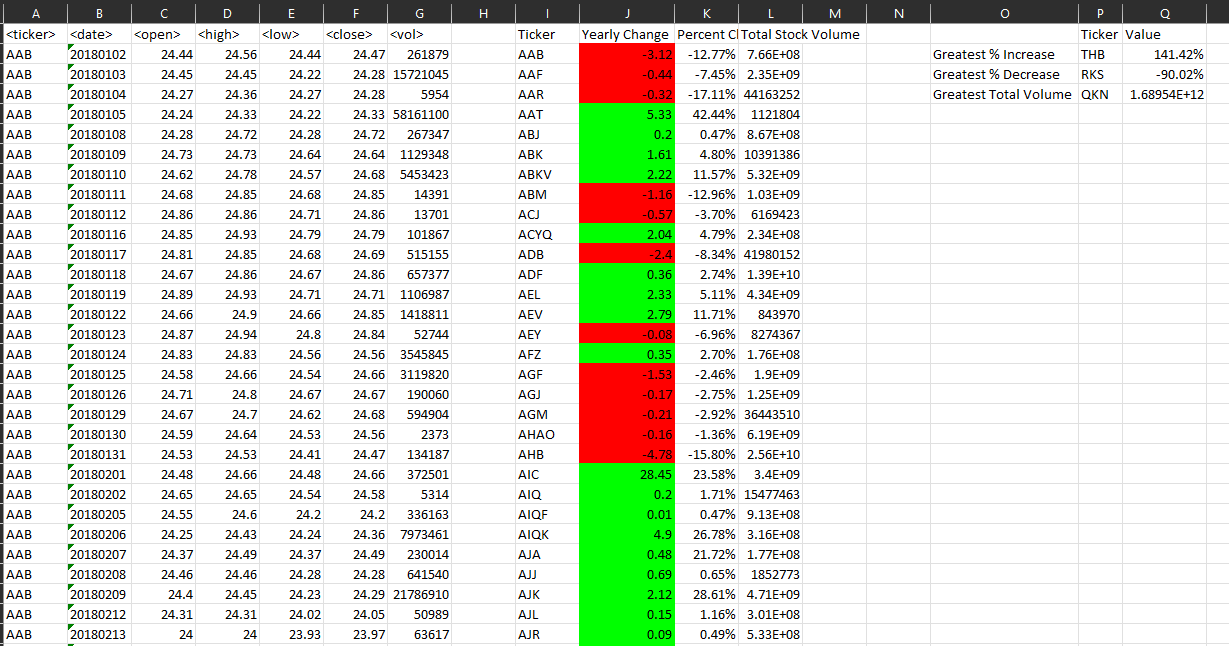 A B C D E F G H I J K L M N O P Q
<ticker> <date> <open> <high> <low> <close> <vol> Ticker Yearly Change Percent C Total Stock Volume Ticker Value
AAB 20180102 24.44 24.56 24.44 24.47 261879 AAB -3.12 -12.77% 7.66E+08 Greatest % Increase THB 141.42%
AAB 20180103 24.45 24.45 24.22 24.28 15721045 AAF -0.44 -7.45% 2.35E+09 Greatest % Decrease RKS -90.02%
AAB 20180104 24.27 24.36 24.27 24.28 5954 AAR -0.32 -17.11% 44163252 Greatest Total Volume QKN 1.68954E+12
AAB 20180105 24.24 24.33 24.22 24.33 58161100 AAT 5.33 42.44% 1121804
AAB 20180108 24.28 24.72 24.28 24.72 267347 ABJ 0.2 0.47% 8.67E+08
AAB 20180109 24.73 24.73 24.64 24.64 1129348 ABK 1.61 4.80% 10391386
AAB 20180110 24.62 24.78 24.57 24.68 5453423 ABKV 2.22 11.57% 5.32E+09
AAB 20180111 24.68 24.85 24.68 24.85 14391 ABM -1.16 -12.96% 1.03E+09
AAB 20180112 24.86 24.86 24.71 24.86 13701 ACJ -0.57 -3.70% 6169423
AAB 20180116 24.85 24.93 24.79 24.79 101867 ACYQ 2.04 4.79% 2.34E+08
AAB 20180117 24.81 24.85 24.68 24.69 515155 ADB -2.4 -8.34% 41980152
AAB 20180118 24.67 24.86 24.67 24.86 657377 ADF 0.36 2.74% 1.39E+10
AAB 20180119 24.89 24.93 24.71 24.71 1106987 AEL 2.33 5.11% 4.34E+09
AAB 20180122 24.66 24.9 24.66 24.85 1418811 AEV 2.79 11.71% 843970
AAB 20180123 24.87 24.94 24.8 24.84 52744 AEY -0.08 -6.96% 8274367
AAB 20180124 24.83 24.83 24.56 24.56 3545845 AFZ 0.35 2.70% 1.76E+08
AAB 20180125 24.58 24.66 24.54 24.66 3119820 AGF -1.53 -2.46% 1.9E+09
AAB 20180126 24.71 24.8 24.67 24.67 190060 AGJ -0.17 -2.75% 1.25E+09
AAB 20180129 24.67 24.7 24.62 24.68 594904 AGM -0.21 -2.92% 36443510
AAB 20180130 24.59 24.64 24.53 24.56 2373 AHAO -0.16 -1.36% 6.19E+09
AAB 20180131 24.53 24.53 24.41 24.47 134187 AHB -4.78 -15.80% 2.56E+10
AAB 20180201 24.48 24.66 24.48 24.66 372501 AIC 28.45 23.58% 3.4E+09
AAB 20180202 24.65 24.65 24.54 24.58 5314 AIQ 0.2 1.71% 15477463
AAB 20180205 24.55 24.6 24.2 24.2 336163 AIQF 0.01 0.47% 9.13E+08
AAB 20180206 24.25 24.43 24.24 24.36 7973461 AIQK 4.9 26.78% 3.16E+08
AAB 20180207 24.37 24.49 24.37 24.49 230014 AJA 0.48 21.72% 1.77E+08
AAB 20180208 24.46 24.46 24.28 24.28 641540 AJJ 0.69 0.65% 1852773
AAB 20180209 24.4 24.45 24.23 24.29 21786910 AJK 2.12 28.61% 4.71E+09
AAB 20180212 24.31 24.31 24.02 24.05 50989 AJL 0.15 1.16% 3.01E+08
AAB 20180213 24 24 23.93 23.97 63617 AJR 0.09 0.49% 5.33E+08